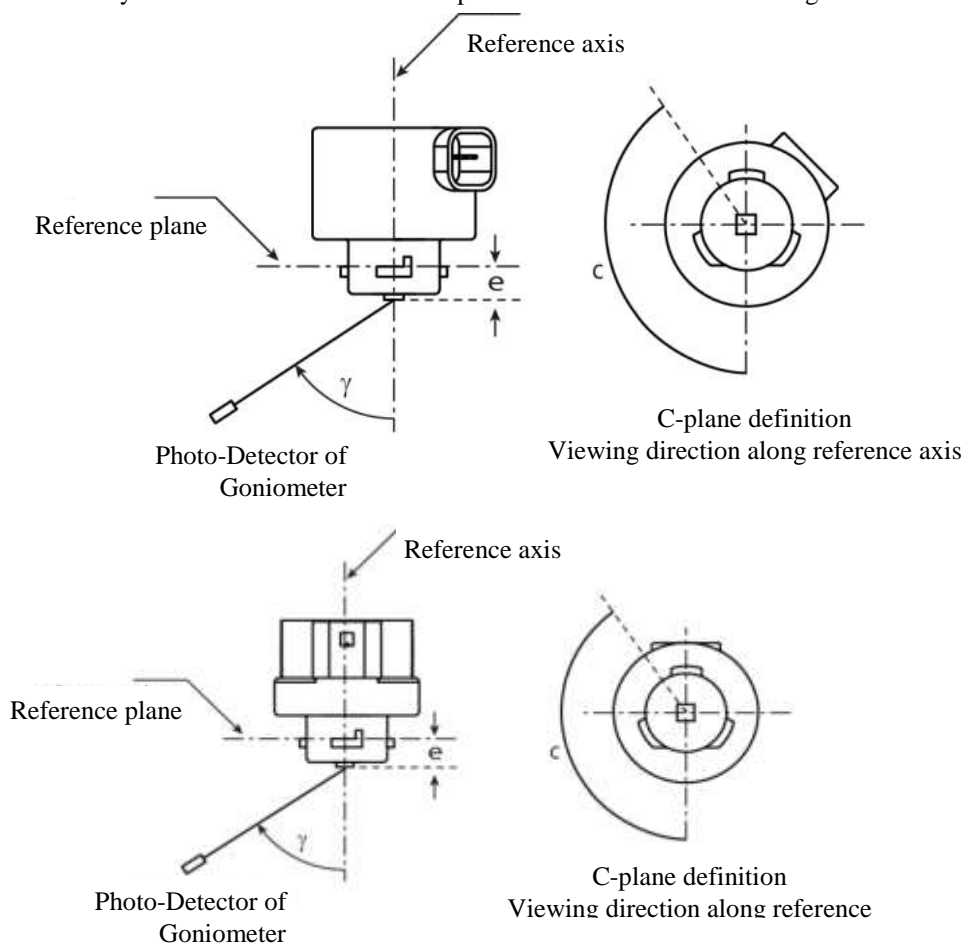 Reference axis
Reference plane
e
γ
c
Photo-Detector of
Goniometer
C-plane definition
Viewing direction along reference axis
Reference axis
Reference plane
e
γ
c
Photo-Detector of
Goniometer
C-plane definition
Viewing direction along reference